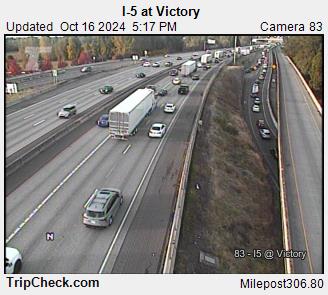 I-5 at Victory
Updated  Oct 16 2024  5:17 PM Camera 83
T
N
83 - I5 @ Victory
TripCheck.com Milepost306.80